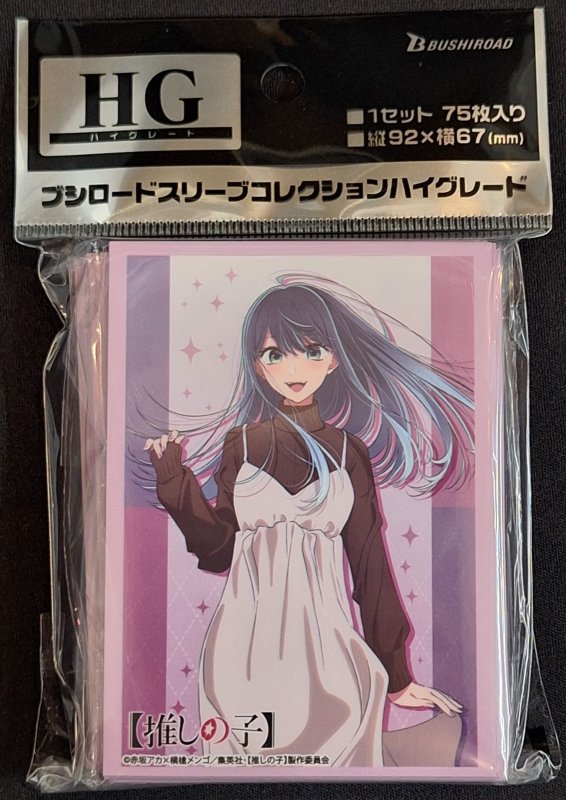 HG
ハイグレード
BUSHIROAD
■1セット 75枚入り
■縦92×横67(mm)
ブシロードスリーブコレクションハイグレード
【推しの子】
©赤坂アカ×横槍メンゴ/集英社・【推しの子】製作委員会